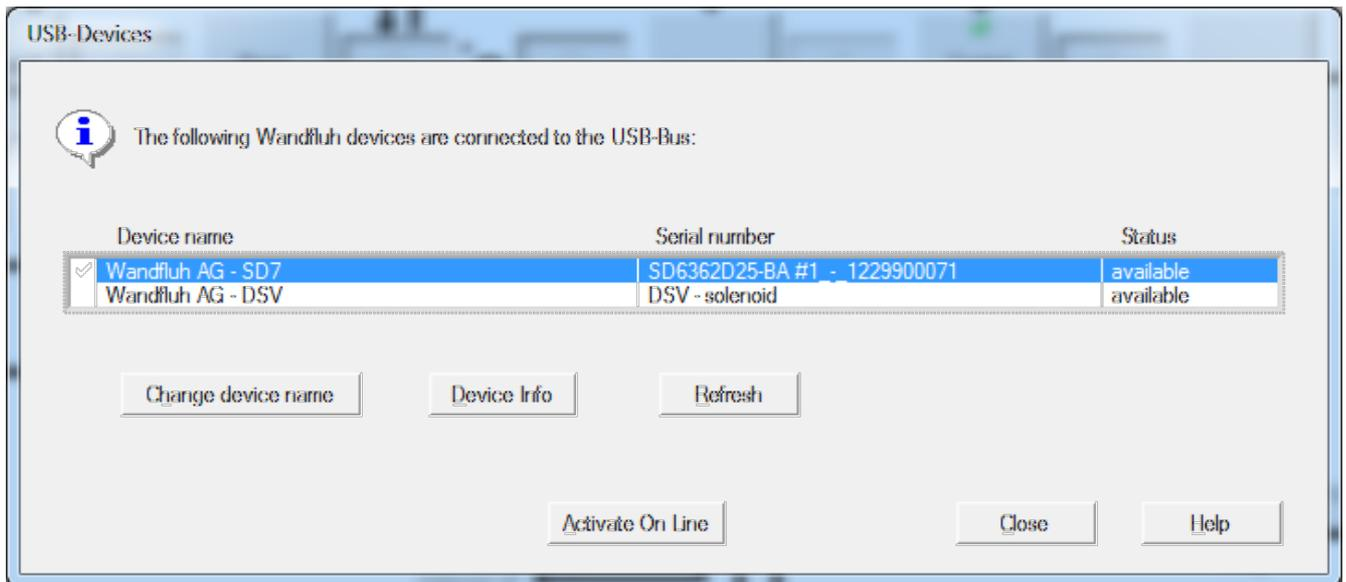 USB-Devices
The following Wandfluh devices are connected to the USB-Bus:
Device name Serial number Status
Wandfluh AG - SD7 SD6362D25-BA #1_-_1229900071 available
Wandfluh AG - DSV DSV - solenoid available
Change device name Device Info Refresh
Activate On Line Close Help